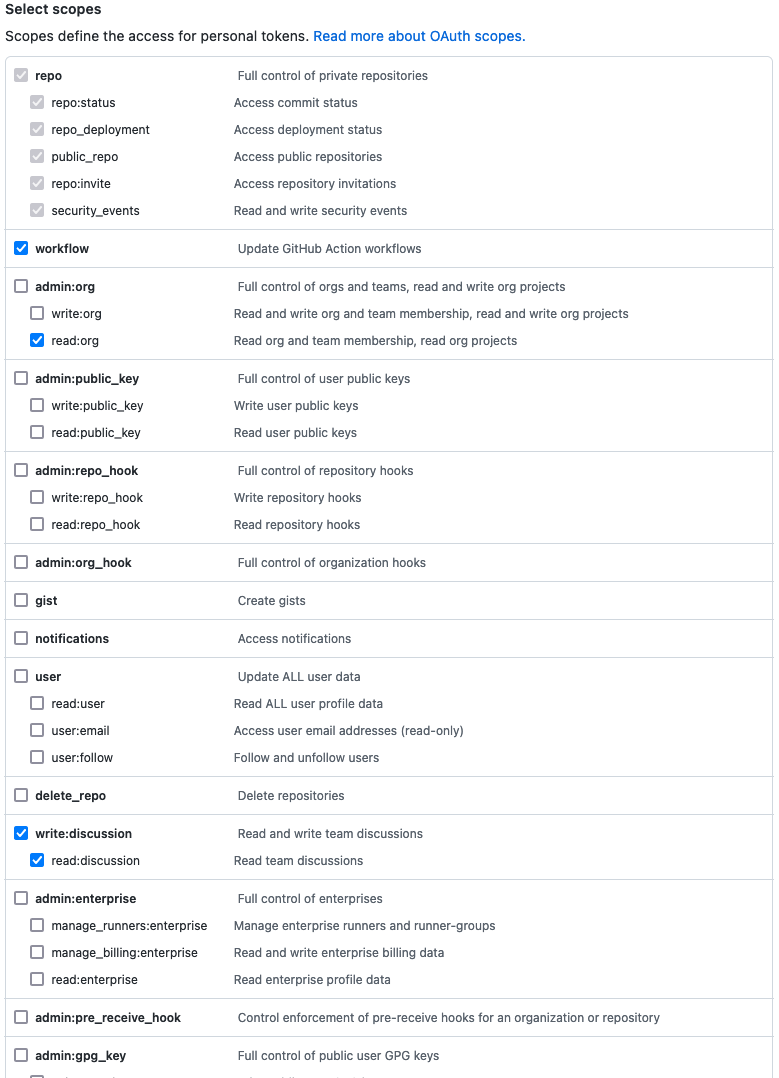 Select scopes
Scopes define the access for personal tokens. Read more about OAuth scopes.
repo Full control of private repositories
repo:status Access commit status
repo_deployment Access deployment status
public_repo Access public repositories
repo:invite Access repository invitations
security_events Read and write security events
workflow Update GitHub Action workflows
admin:org Full control of orgs and teams, read and write org projects
write:org Read and write org and team membership, read and write org projects
read:org Read org and team membership, read org projects
admin:public_key Full control of user public keys
write:public_key Write user public keys
read:public_key Read user public keys
admin:repo_hook Full control of repository hooks
write:repo_hook Write repository hooks
read:repo_hook Read repository hooks
admin:org_hook Full control of organization hooks
gist Create gists
notifications Access notifications
user Update ALL user data
read:user Read ALL user profile data
user:email Access user email addresses (read-only)
user:follow Follow and unfollow users
delete_repo Delete repositories
write:discussion Read and write team discussions
read:discussion Read team discussions
admin:enterprise Full control of enterprises
manage_runners:enterprise Manage enterprise runners and runner-groups
manage_billing:enterprise Read and write enterprise billing data
read:enterprise Read enterprise profile data
admin:pre_receive_hook Control enforcement of pre-receive hooks for an organization or repository
admin:gpg_key Full control of public user GPG keys